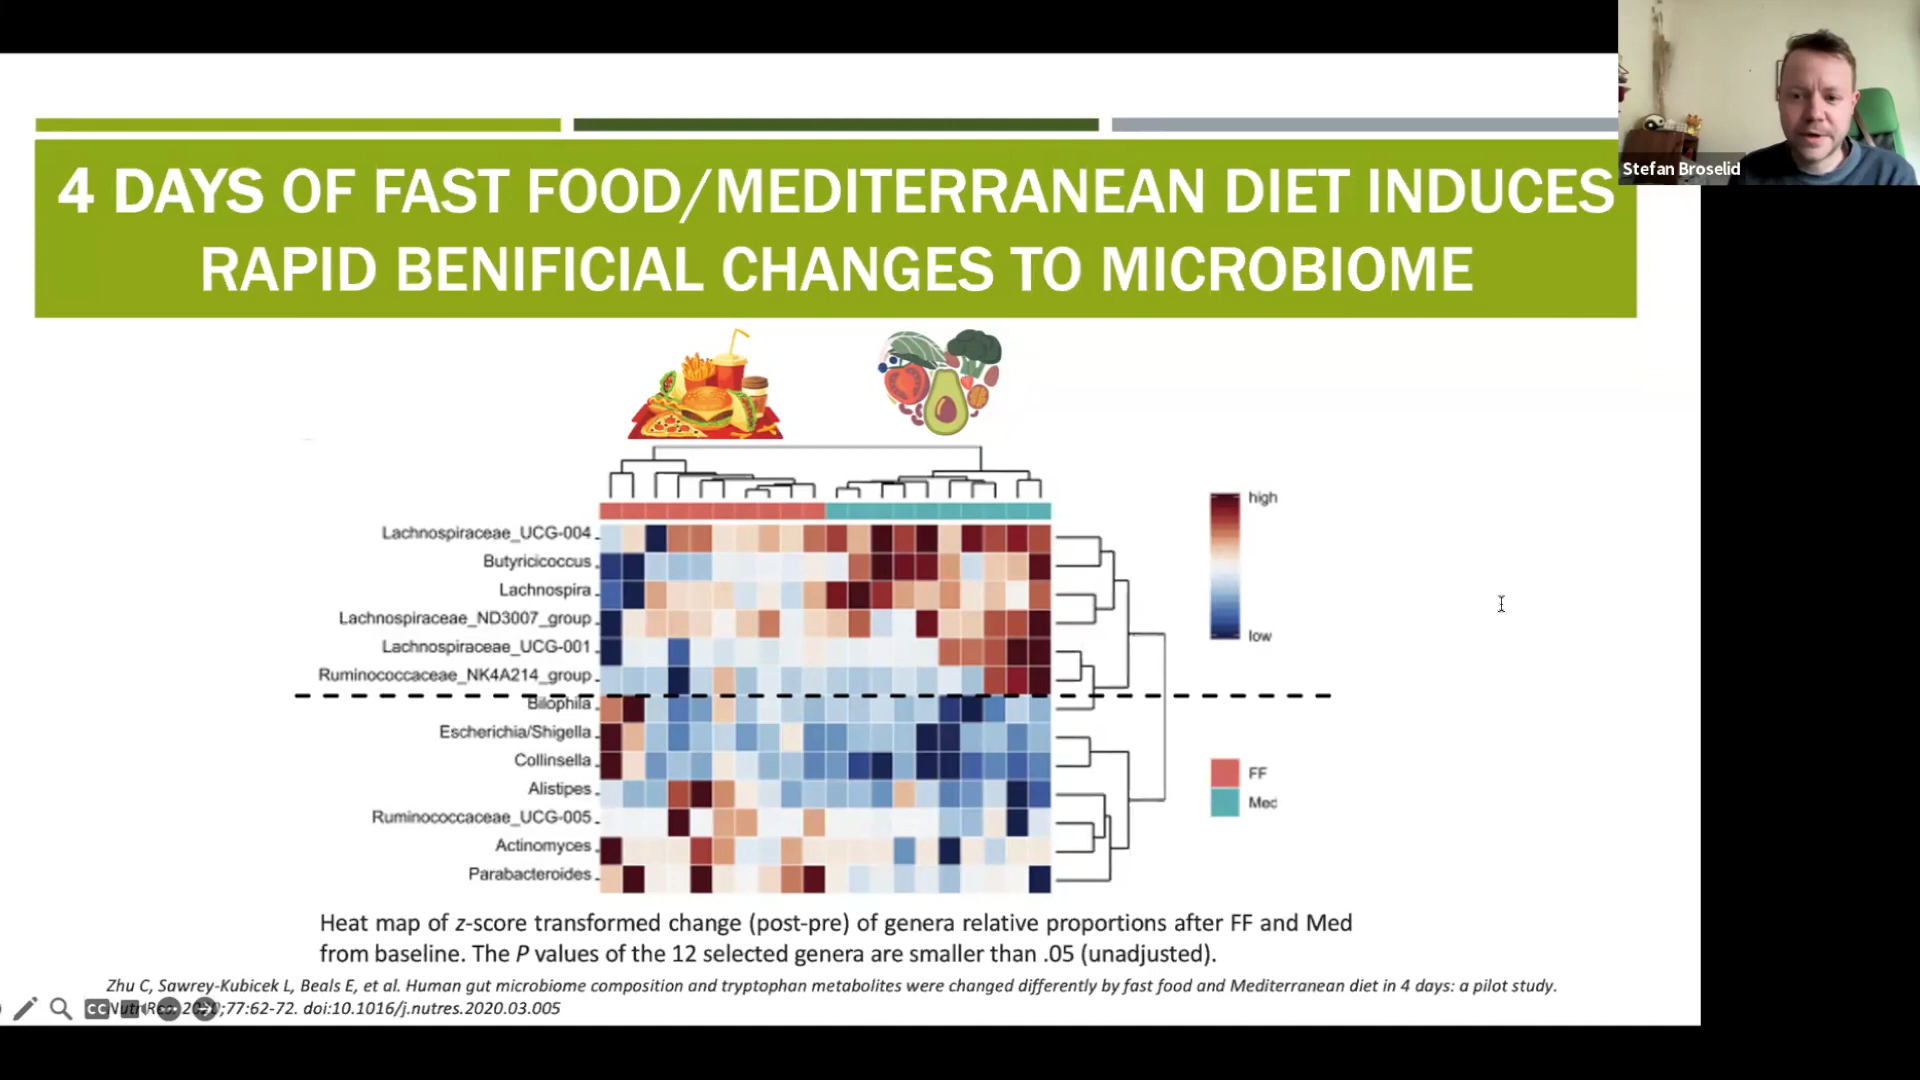 4 DAYS OF FAST FOOD/MEDITERRANEAN DIET INDUCES
RAPID BENIFICIAL CHANGES TO MICROBIOME
Stefan Broselid
Lachnospiraceae_UCG-004
Butyricicoccus
Lachnospira
Lachnospiraceae_ND3007_group
Lachnospiraceae_UCG-001
Ruminococcaceae_NK4A214_group
Bilophila
Escherichia/Shigella
Collinsella
Alistipes
Ruminococcaceae_UCG-005
Actinomyces
Parabacteroides
high
low
FF
Med
Heat map of z-score transformed change (post-pre) of genera relative proportions after FF and Med
from baseline. The P values of the 12 selected genera are smaller than .05 (unadjusted).
Zhu C, Sawrey-Kubicek L, Beals E, et al. Human gut microbiome composition and tryptophan metabolites were changed differently by fast food and Mediterranean diet in 4 days: a pilot study.
;77:62-72. doi:10.1016/j.nutres.2020.03.005
CC